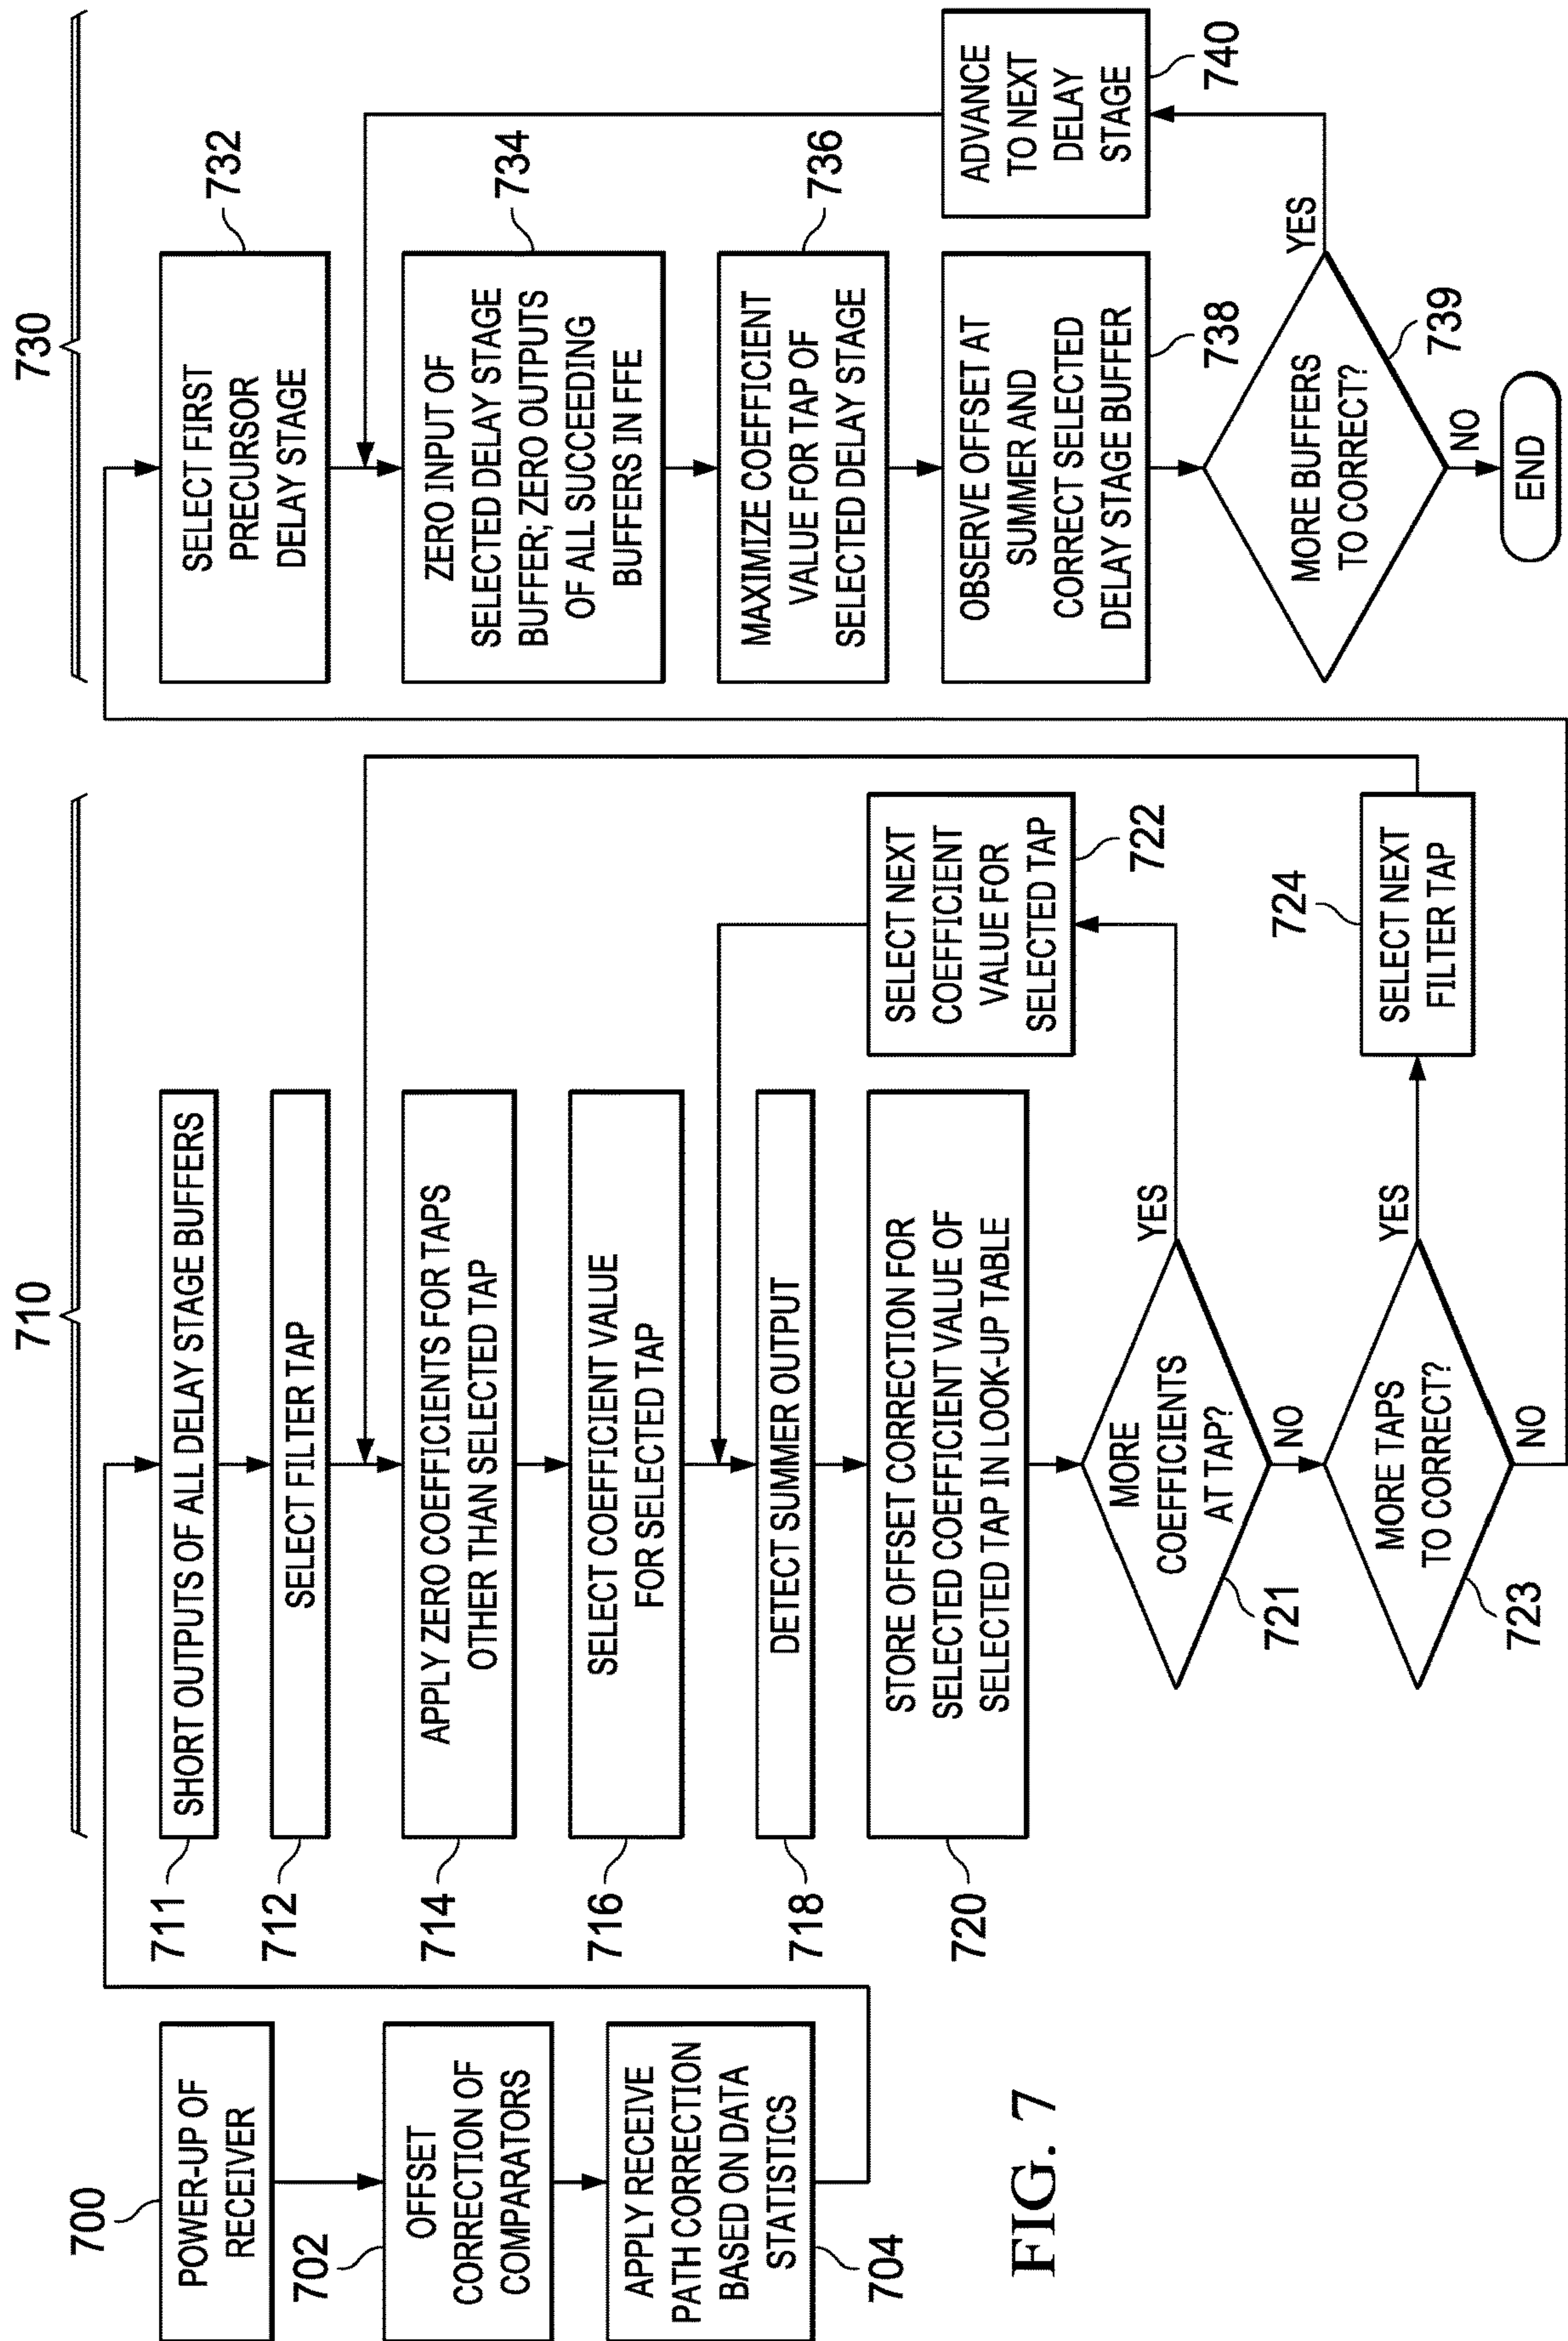 700
POWER-UP OF
RECEIVER
702
OFFSET
CORRECTION OF
COMPARATORS
APPLY RECEIVE
PATH CORRECTION
BASED ON DATA
STATISTICS
704
710
711
SHORT OUTPUTS OF ALL DELAY STAGE BUFFERS
712
SELECT FILTER TAP
714
APPLY ZERO COEFFICIENTS FOR TAPS
OTHER THAN SELECTED TAP
716
SELECT COEFFICIENT VALUE
FOR SELECTED TAP
718
DETECT SUMMER OUTPUT
720
STORE OFFSET CORRECTION FOR
SELECTED COEFFICIENT VALUE OF
SELECTED TAP IN LOOK-UP TABLE
MORE
COEFFICIENTS
AT TAP?
721
YES
NO
SELECT NEXT
COEFFICIENT
VALUE FOR
SELECTED TAP
722
MORE TAPS
TO CORRECT?
723
YES
NO
724
SELECT NEXT
FILTER TAP
730
SELECT FIRST
PRECURSOR
DELAY STAGE
732
ZERO INPUT OF
SELECTED DELAY STAGE
BUFFER; ZERO OUTPUTS
OF ALL SUCCEEDING
BUFFERS IN FFE
734
MAXIMIZE COEFFICIENT
VALUE FOR TAP OF
SELECTED DELAY STAGE
736
OBSERVE OFFSET AT
SUMMER AND
CORRECT SELECTED
DELAY STAGE BUFFER
738
MORE BUFFERS
TO CORRECT?
739
YES
NO
ADVANCE
TO NEXT
DELAY
STAGE
740
END
FIG. 7